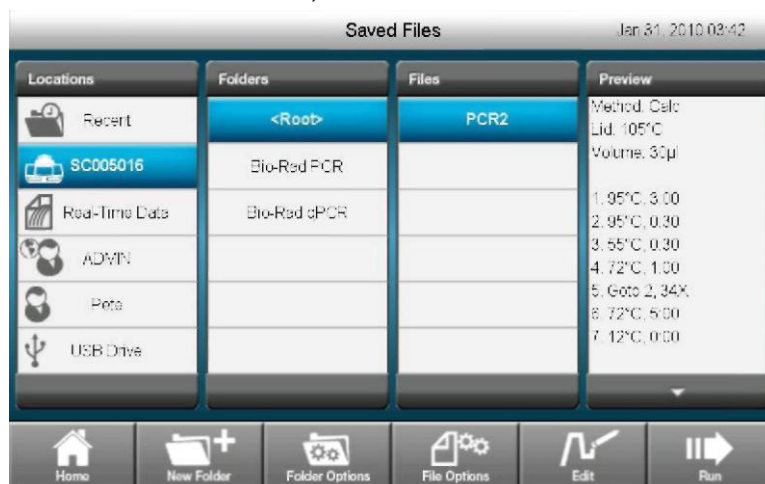 Saved Files
Jan 31, 2010 03:42
Locations
Recent
SC005016
Real-Time Data
ADMIN
Pete
USB Drive
Folders
<Root>
Bio-Rad PCR
Bio-Rad qPCR
Files
PCR2
Preview
Method: Calc
Lid: 105°C
Volume: 30µl
1. 95°C, 3:00
2. 95°C, 0:30
3. 55°C, 0:30
4. 72°C, 1:00
5. Goto 2, 34X
6. 72°C, 5:00
7. 12°C, 0:00
Home
New Folder
Folder Options
File Options
Edit
Run